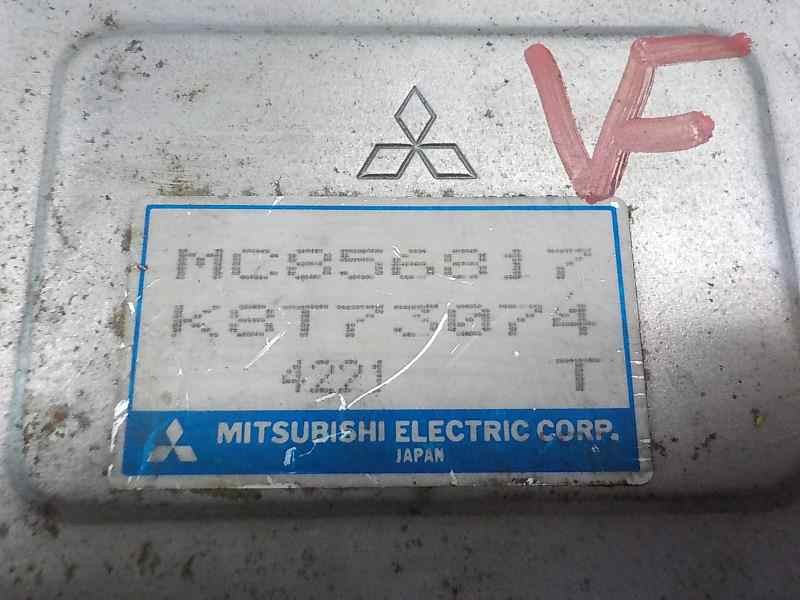 VF
MC856817
K8T73074
4221 T
MITSUBISHI ELECTRIC CORP.
JAPAN